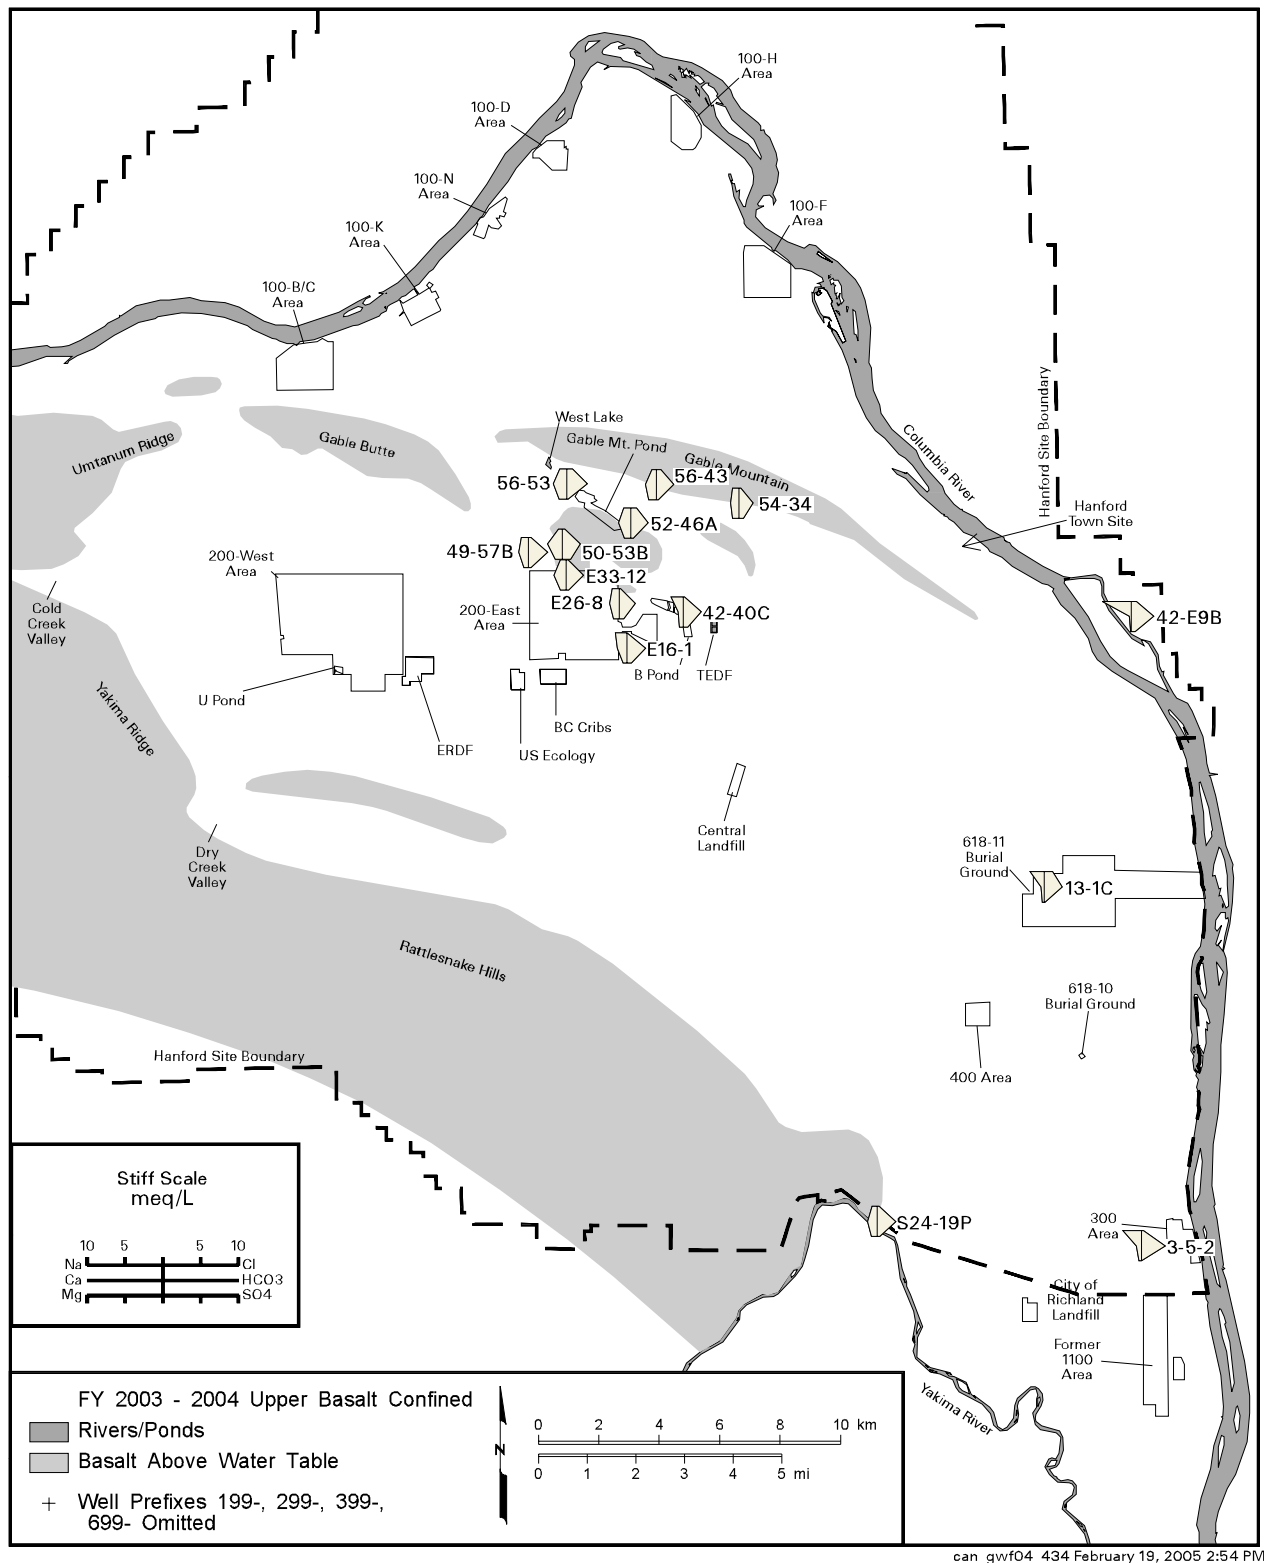 100-H
Area
100-D
Area
100-N
Area
100-F
Area
100-K
Area
100-B/C
Area
Hanford Site Boundary
Columbia River
West Lake
Gable Mt. Pond
Gable Mountain
Umtanum Ridge
Gable Butte
56-53
56-43
54-34
52-46A
Hanford
Town Site
49-57B
50-53B
200-West
Area
E33-12
E26-8
200-East
Area
42-40C
42-E9B
Cold
Creek
Valley
E16-1
B Pond
TEDF
U Pond
Yakima Ridge
ERDF
BC Cribs
US Ecology
Central
Landfill
Dry
Creek
Valley
618-11
Burial
Ground
13-1C
Rattlesnake Hills
618-10
Burial Ground
400 Area
Hanford Site Boundary
Stiff Scale
meq/L
10 5 5 10
Na Cl
Ca HCO3
Mg SO4
S24-19P
300
Area
3-5-2
City of
Richland
Landfill
Former
1100
Area
Yakima River
FY 2003 - 2004 Upper Basalt Confined
Rivers/Ponds
Basalt Above Water Table
+ Well Prefixes 199-, 299-, 399-,
699- Omitted
N
0 2 4 6 8 10 km
0 1 2 3 4 5 mi
can_gwf04_434 February 19, 2005 2:54 PM